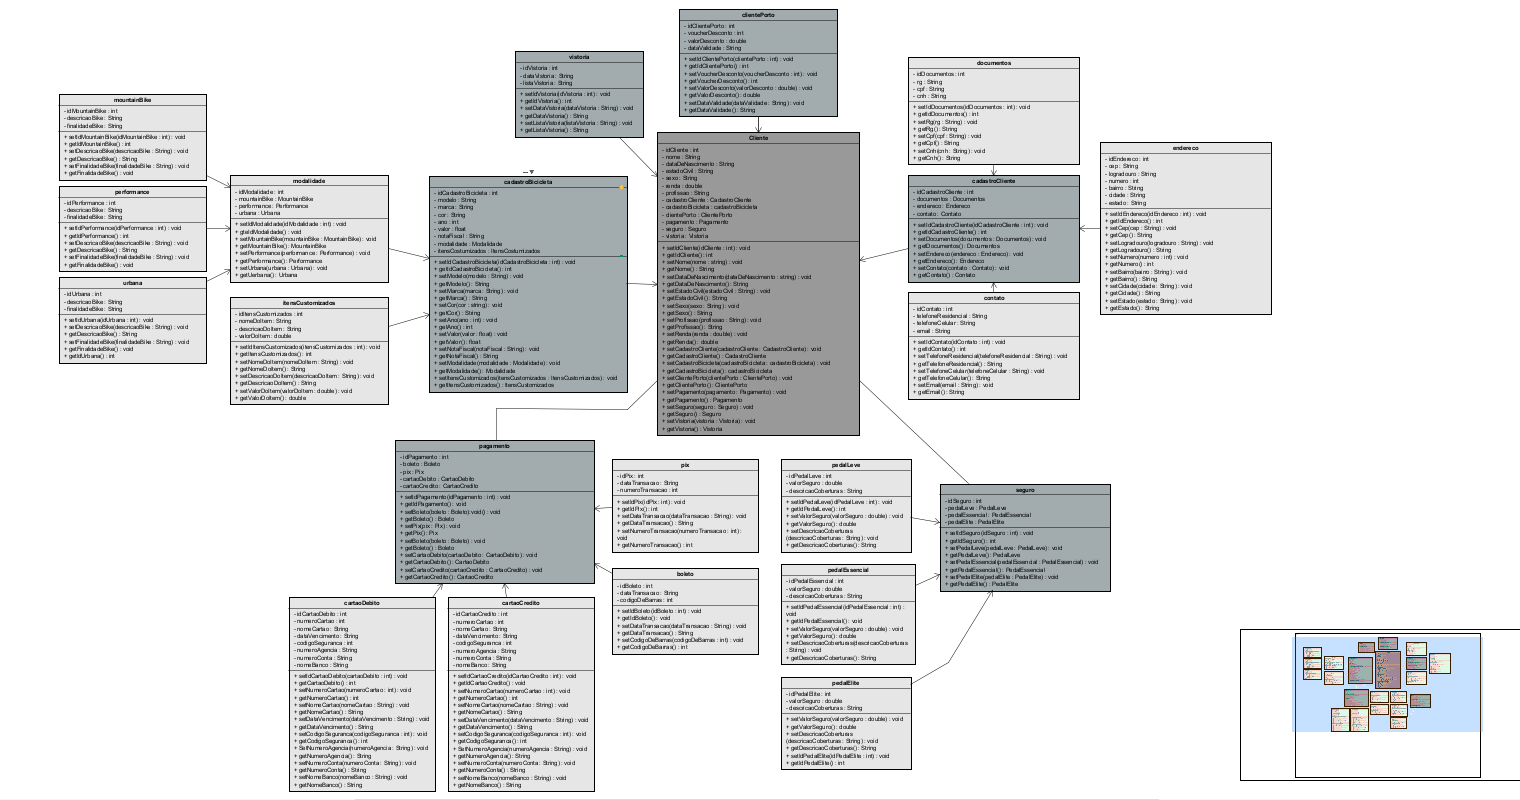 clientePorto
- idClientePorto : int
- voucherDesconto : int
- valorDesconto : double
- dataValidade : String
+ setIdClientePorto(clientePorto : int) : void
+ getIdClientePorto() : int
+ setVoucherDesconto(voucherDesconto : int) : void
+ getVoucherDesconto() : int
+ setValorDesconto(valorDesconto : double) : void
+ getValorDesconto() : double
+ setDataValidade(dataValidade : String) : void
+ getDataValidade() : String
vistoria
- idVistoria : int
- dataVistoria : String
- listaVistoria : String
+ setIdVistoria(idVistoria : int) : void
+ getIdVistoria() : int
+ setDataVistoria(dataVistoria : String) : void
+ getDataVistoria() : String
+ setListaVistoria(listaVistoria : String) : void
+ getListaVistoria() : String
documentos
- idDocumentos : int
- rg : String
- cpf : String
- cnh : String
+ setIdDocumentos(idDocumentos : int) : void
+ getIdDocumentos() : int
+ setRg(rg : String) : void
+ getRg() : String
+ setCpf(cpf : String) : void
+ getCpf() : String
+ setCnh(cnh : String) : void
+ getCnh() : String
mountainBike
- idMountainBike : int
- descricaoBike : String
- finalidadeBike : String
+ setIdMountainBike(idMountainBike : int) : void
+ getIdMountainBike() : int
+ setDescricaoBike(descricaoBike : String) : void
+ getDescricaoBike() : String
+ setFinalidadeBike(finalidadeBike : String) : void
+ getFinalidadeBike() : String
performance
- idPerformance : int
- descricaoBike : String
- finalidadeBike : String
+ setIdPerformance(idPerformance : int) : void
+ getIdPerformance() : int
+ setDescricaoBike(descricaoBike : String) : void
+ getDescricaoBike() : String
+ setFinalidadeBike(finalidadeBike : String) : void
+ getFinalidadeBike() : String
urbana
- idUrbana : int
- descricaoBike : String
- finalidadeBike : String
+ setIdUrbana(idUrbana : int) : void
+ setDescricaoBike(descricaoBike : String) : void
+ getDescricaoBike() : String
+ setFinalidadeBike(finalidadeBike : String) : void
+ getFinalidadeBike() : void
+ getIdUrbana() : int
modalidade
- idModalidade : int
- mountainBike : MountainBike
- performance : Performance
- urbana : Urbana
+ setIdModalidade(idModalidade : int) : void
+ gteIdModalidade() : int
+ setMountainBike(mountainBike : MountainBike) : void
+ getMountainBike() : MountainBike
+ setPerformance(performance : Performance) : void
+ getPerformance() : Performance
+ setUrbana(urbana : Urbana) : void
+ getUrbana() : Urbana
itensCustomizados
- idItensCustomizados : int
- nomeDoItem : String
- descricaoDoItem : String
- valorDoItem : double
+ setIdItensCustomizados(itensCustomizados : int) : void
+ getItensCustomizados() : int
+ setNomeDoItem(nomeDoItem : String) : void
+ getNomeDoItem() : String
+ setDescricaoDoItem(descricaoDoItem : String) : void
+ getDescricaoDoItem() : String
+ setValorDoItem(valorDoItem : double) : void
+ getValorDoItem() : double
cadastroBicicleta
- idCadastroBicicleta : int
- modelo : String
- marca : String
- cor : String
- ano : int
- valor : float
- notaFiscal : String
- modalidade : Modalidade
- itensCostumizados : ItensCostumizados
+ setIdCadastroBicicleta(idCadastroBicicleta : int) : void
+ getIdCadastroBicicleta() : int
+ setModelo(modelo : String) : void
+ getModelo() : String
+ setMarca(marca : String) : void
+ getMarca() : String
+ setCor(cor : string) : void
+ getCor() : String
+ setAno(ano : int) : void
+ getAno() : int
+ setValor(valor : float) : void
+ getValor() : float
+ setNotaFiscal(notaFiscal : String) : void
+ getNotaFiscal() : String
+ setModalidade(modalidade : Modalidade) : void
+ getModalidade() : Modalidade
+ setItensCustomizados(itensCustomizados : ItensCustomizados) : void
+ getItensCustomizados() : ItensCustomizados
Cliente
- idCliente : int
- nome : String
- dataDeNascimento : String
- estadoCivil : String
- sexo : String
- renda : double
- profissao : String
- cadastroCliente : CadastroCliente
- cadastroBicicleta : cadastroBicicleta
- clientePorto : ClientePorto
- pagamento : Pagamento
- seguro : Seguro
- vistoria : Vistoria
+ setIdCliente(idCliente : int) : void
+ getIdCliente() : int
+ setNome(nome : string) : void
+ getNome() : String
+ setDataDeNascimento(dataDeNascimento : string) : void
+ getDataDeNascimento() : String
+ setEstadoCivil(estadoCivil : String) : void
+ getEstadoCivil() : String
+ setSexo(sexo : String) : void
+ getSexo() : String
+ setProfissao(profissao : String) : void
+ getProfissao() : String
+ setRenda(renda : double) : void
+ getRenda() : double
+ setCadastroCliente(cadastroCliente : CadastroCliente) : void
+ getCadastroCliente() : CadastroCliente
+ setCadastroBicicleta(cadastroBicicleta : cadastroBicicleta) : void
+ getCadastroBicicleta() : cadastroBicicleta
+ setClientePorto(clientePorto : ClientePorto) : void
+ getClientePorto() : ClientePorto
+ setPagamento(pagamento : Pagamento) : void
+ getPagamento() : Pagamento
+ setSeguro(seguro : Seguro) : void
+ getSeguro() : Seguro
+ setVistoria(vistoria : Vistoria) : void
+ getVistoria() : Vistoria
cadastroCliente
- idCadastroCliente : int
- documentos : Documentos
- endereco : Endereco
- contato : Contato
+ setIdCadastroCliente(idCadastroCliente : int) : void
+ getIdCadastroCliente() : int
+ setDocumentos(documentos : Documentos) : void
+ getDocumentos() : Documentos
+ setEndereco(endereco : Endereco) : void
+ getEndereco() : Endereco
+ setContato(contato : Contato) : void
+ getContato() : Contato
endereco
- idEndereco : int
- cep : String
- logradouro : String
- numero : int
- bairro : String
- cidade : String
- estado : String
+ setIdEndereco(idEndereco : int) : void
+ getIdEndereco() : int
+ setCep(cep : String) : void
+ getCep() : String
+ setLogradouro(logradouro : String) : void
+ getLogradouro() : String
+ setNumero(numero : int) : void
+ getNumero() : int
+ setBairro(bairro : String) : void
+ getBairro() : String
+ setCidade(cidade : String) : void
+ getCidade() : String
+ setEstado(estado : String) : void
+ getEstado() : String
contato
- idContato : int
- telefoneResidencial : String
- telefoneCelular : String
- email : String
+ setIdContato(idContato : int) : void
+ getIdContato() : int
+ setTelefoneResidencial(telefoneResidencial : String) : void
+ getTelefoneResidencial() : String
+ setTelefoneCelular(telefoneCelular : String) : void
+ getTelefoneCelular() : String
+ setEmail(email : String) : void
+ getEmail() : String
pagamento
- idPagamento : int
- boleto : Boleto
- pix : Pix
- cartaoDebito : CartaoDebito
- cartaoCredito : CartaoCredito
+ setIdPagamento(idPagamento : int) : void
+ getIdPagamento() : void
+ setBoleto(boleto : Boleto) : void() : void
+ getBoleto() : Boleto
+ setPix(pix : Pix) : void
+ getPix() : Pix
+ setBoleto(boleto : Boleto) : void
+ getBoleto() : Boleto
+ setCartaoDebito(cartaoDebito : CartaoDebito) : void
+ getCartaoDebito() : CartaoDebito
+ setCartaoCredito(cartaoCredito : CartaoCredito) : void
+ getCartaoCredito() : CartaoCredito
pix
- idPix : int
- dataTransacao : String
- numeroTransacao : int
+ setIdPix(idPix : int) : void
+ getIdPix() : int
+ setDataTransacao(dataTransacao : String) : void
+ getDataTransacao() : String
+ setNumeroTransacao(numeroTransacao : int) :
void
+ getNumeroTransacao() : int
boleto
- idBoleto : int
- dataTransacao : String
- codigoDeBarras : int
+ setIdBoleto(idBoleto : int) : void
+ getIdBoleto() : int
+ setDataTransacao(dataTransacao : String) : void
+ getDataTransacao() : String
+ setCodigoDeBarras(codigoDeBarras : int) : void
+ getCodigoDeBarras() : int
pedalLeve
- idPedalLeve : int
- valorSeguro : double
- descricaoCoberturas : String
+ setIdPedalLeve(idPedalLeve : int) : void
+ getIdPedalLeve() : int
+ setValorSeguro(valorSeguro : double) : void
+ getValorSeguro() : double
+ setDescricaoCoberturas
(descricaoCoberturas : String) : void
+ getDescricaoCoberturas() : String
seguro
- idSeguro : int
- pedalLeve : PedalLeve
- pedalEssencial : PedalEssencial
- pedalElite : PedalElite
+ setIdSeguro(idSeguro : int) : void
+ getIdSeguro() : int
+ setPedalLeve(pedalLeve : PedalLeve) : void
+ getPedalLeve() : PedalLeve
+ setPedalEssencial(pedalEssencial : PedalEssencial) : void
+ getPedalEssencial() : PedalEssencial
+ setPedalElite(pedalElite : PedalElite) : void
+ getPedalElite() : PedalElite
pedalEssencial
- idPedalEssencial : int
- valorSeguro : double
- descricaoCoberturas : String
+ setIdPedalEssencial(idPedalEssencial : int) :
void
+ getIdPedalEssencial() : void
+ setValorSeguro(valorSeguro : double) : void
+ getValorSeguro() : double
+ setDescricaoCoberturas(descricaoCoberturas
: String) : void
+ getDescricaoCoberturas() : String
pedalElite
- idPedalElite : int
- valorSeguro : double
- descricaoCoberturas : String
+ setValorSeguro(valorSeguro : double) : void
+ getValorSeguro() : double
+ setDescricaoCoberturas
(descricaoCoberturas : String) : void
+ getDescricaoCoberturas() : String
+ setIdPedalElite(idPedalElite : int) : void
+ getIdPedalElite() : int
cartaoDebito
- idCartaoDebito : int
- numeroCartao : int
- nomeCartao : String
- dataVencimento : String
- codigoSeguranca : int
- numeroAgencia : String
- numeroConta : String
- nomeBanco : String
+ setIdCartaoDebito(cartaoDebito : int) : void
+ getCartaoDebito() : int
+ setNumeroCartao(numeroCartao : int) : void
+ getNumeroCartao() : int
+ setNomeCartao(nomeCartao : String) : void
+ getNomeCartao() : String
+ setDataVencimento(dataVencimento : String) : void
+ getDataVencimento() : String
+ setCodigoSeguranca(codigoSeguranca : int) : void
+ getCodigoSeguranca() : int
+ SetNumeroAgencia(numeroAgencia : String) : void
+ getNumeroAgencia() : String
+ setNumeroConta(numeroConta : String) : void
+ getNumeroConta() : String
+ setNomeBanco(nomeBanco : String) : void
+ getNomeBanco() : String
cartaoCredito
- idCartaoCredito : int
- numeroCartao : int
- nomeCartao : String
- dataVencimento : String
- codigoSeguranca : int
- numeroAgencia : String
- numeroConta : String
- nomeBanco : String
+ setIdCartaoCredito(idCartaoCredito : int) : void
+ getIdCartaoCredito() : void
+ setNumeroCartao(numeroCartao : int) : void
+ getNumeroCartao() : int
+ setNomeCartao(nomeCartao : String) : void
+ getNomeCartao() : String
+ setDataVencimento(dataVencimento : String) : void
+ getDataVencimento() : String
+ setCodigoSeguranca(codigoSeguranca : int) : void
+ getCodigoSeguranca() : int
+ SetNumeroAgencia(numeroAgencia : String) : void
+ getNumeroAgencia() : String
+ setNumeroConta(numeroConta : String) : void
+ getNumeroConta() : String
+ setNomeBanco(nomeBanco : String) : void
+ getNomeBanco() : String